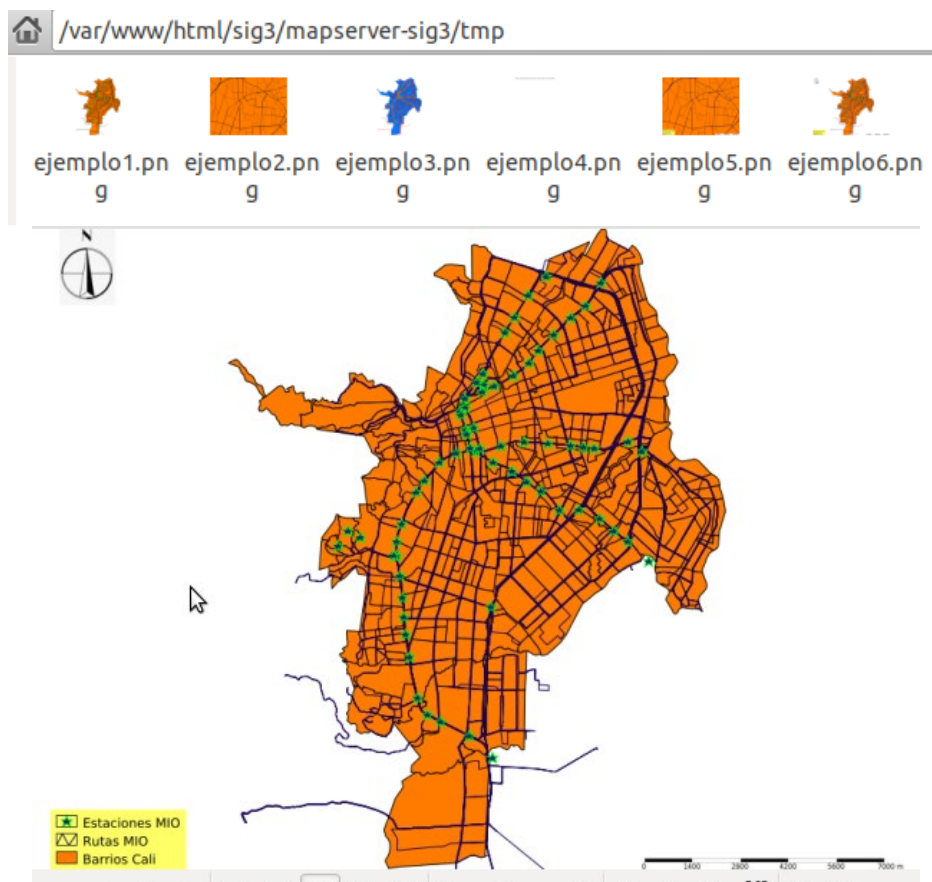 /var/www/html/sig3/mapserver-sig3/tmp
ejemplo1.pn
g
ejemplo2.pn
g
ejemplo3.pn
g
ejemplo4.pn
g
ejemplo5.pn
g
ejemplo6.pn
g
N
Estaciones MIO
Rutas MIO
Barrios Cali
0 1400 2800 4200 5600 7000 m